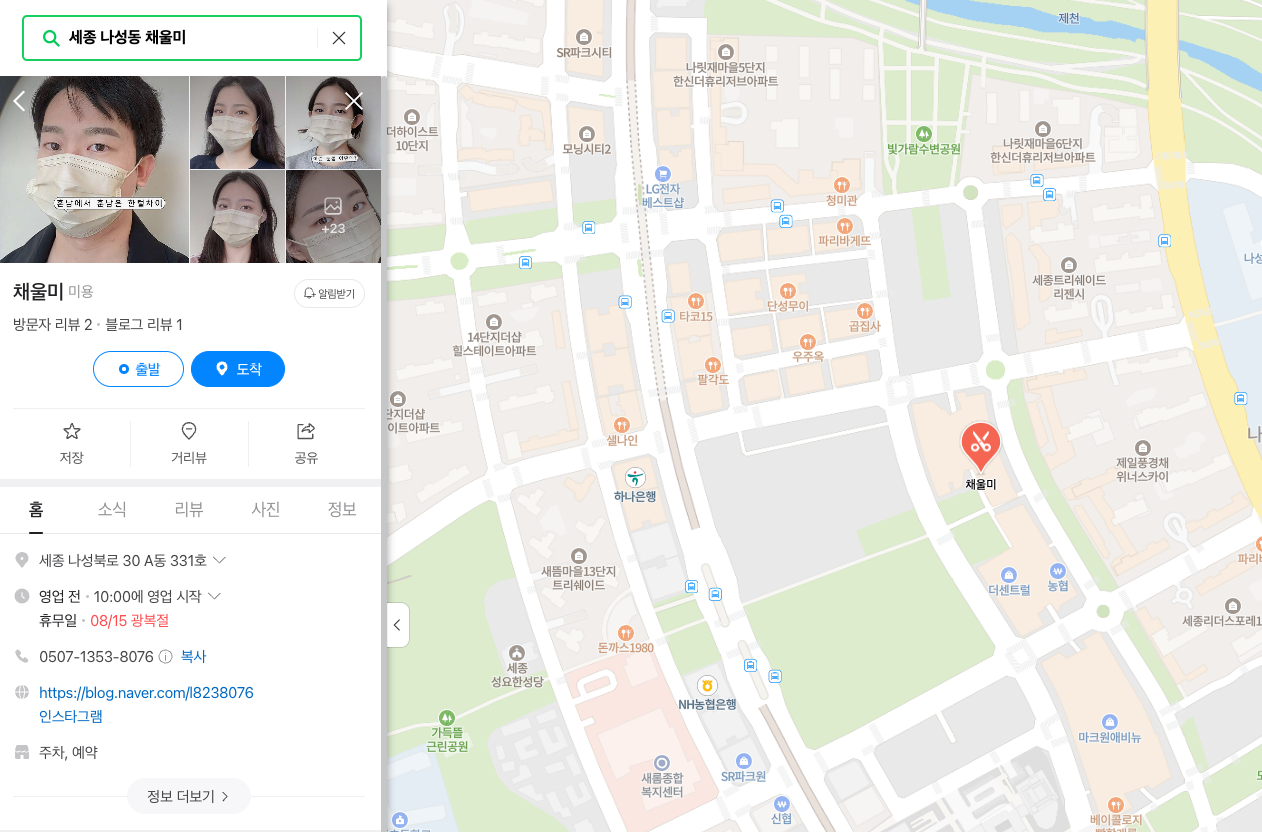 세종 나성동 채울미
훈남에서 훈남은 한털차이
+23
채울미 미용
알림받기
방문자 리뷰 2 · 블로그 리뷰 1
출발
도착
저장
거리뷰
공유
홈
소식
리뷰
사진
정보
세종 나성북로 30 A동 331호
영업 전 · 10:00에 영업 시작
휴무일 · 08/15 광복절
0507-1353-8076 복사
https://blog.naver.com/l8238076
인스타그램
주차, 예약
정보 더보기
제천
SR파크시티
나릿재마을5단지
한신더휴리저브아파트
더하이스트
10단지
모닝시티2
빗가람수변공원
나릿재마을6단지
한신더휴리저브아파트
LG전자
베스트샵
청미관
파리바게뜨
세종트리쉐이드
리젠시
나성
단성무이
타코15
곱집사
14단지더샵
힐스테이트아파트
우주옥
팔각도
단지더샵
이트아파트
샐나인
하나은행
채울미
제일풍경채
위너스카이
나
파리바
새뜸마을13단지
트리쉐이드
더센트럴
농협
세종리더스포레1
돈까스1980
세종
성요한성당
NH농협은행
가득뜰
근린공원
마크원애비뉴
새롬종합
복지센터
SR파크원
신협
베이콜로지